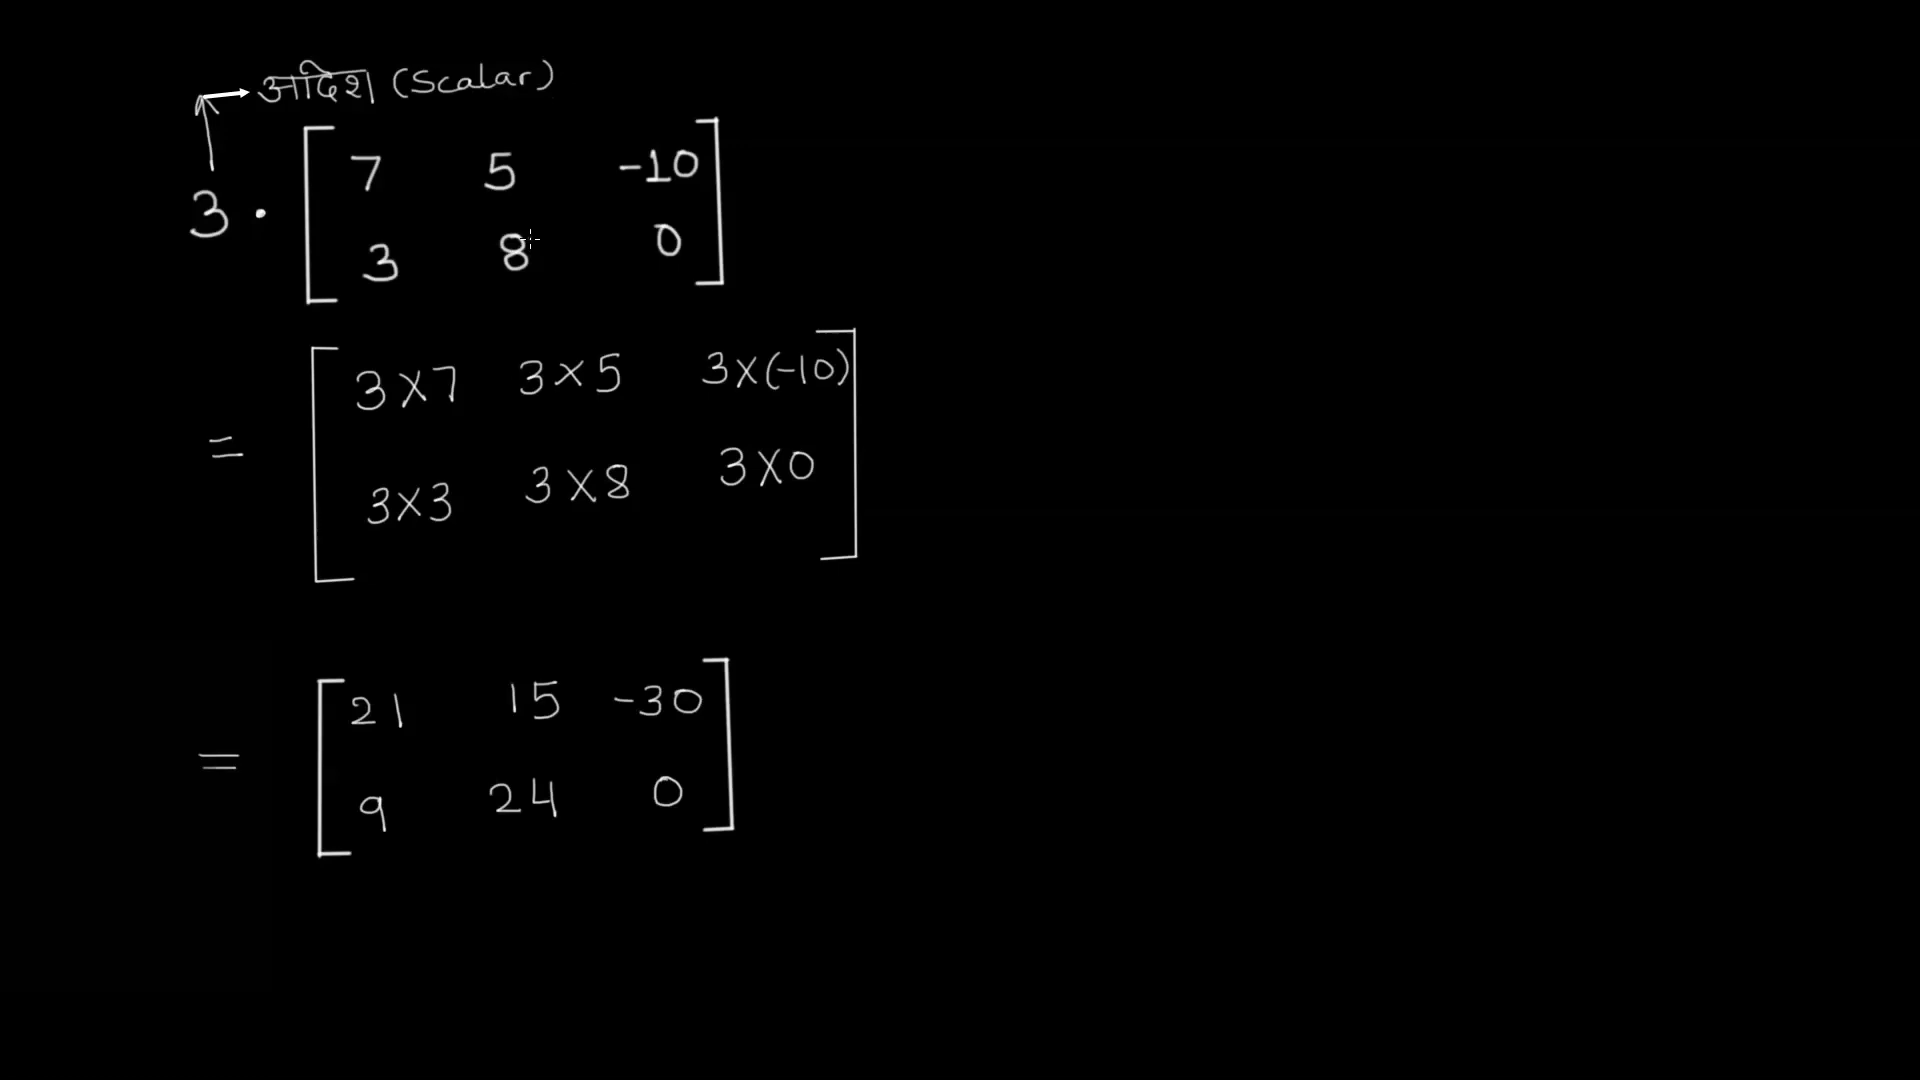 अादिश (Scalar)
3 · [ 7 5 -10
3 8 0 ]
= [ 3×7 3×5 3×(-10)
3×3 3×8 3×0 ]
= [ 21 15 -30
9 24 0 ]